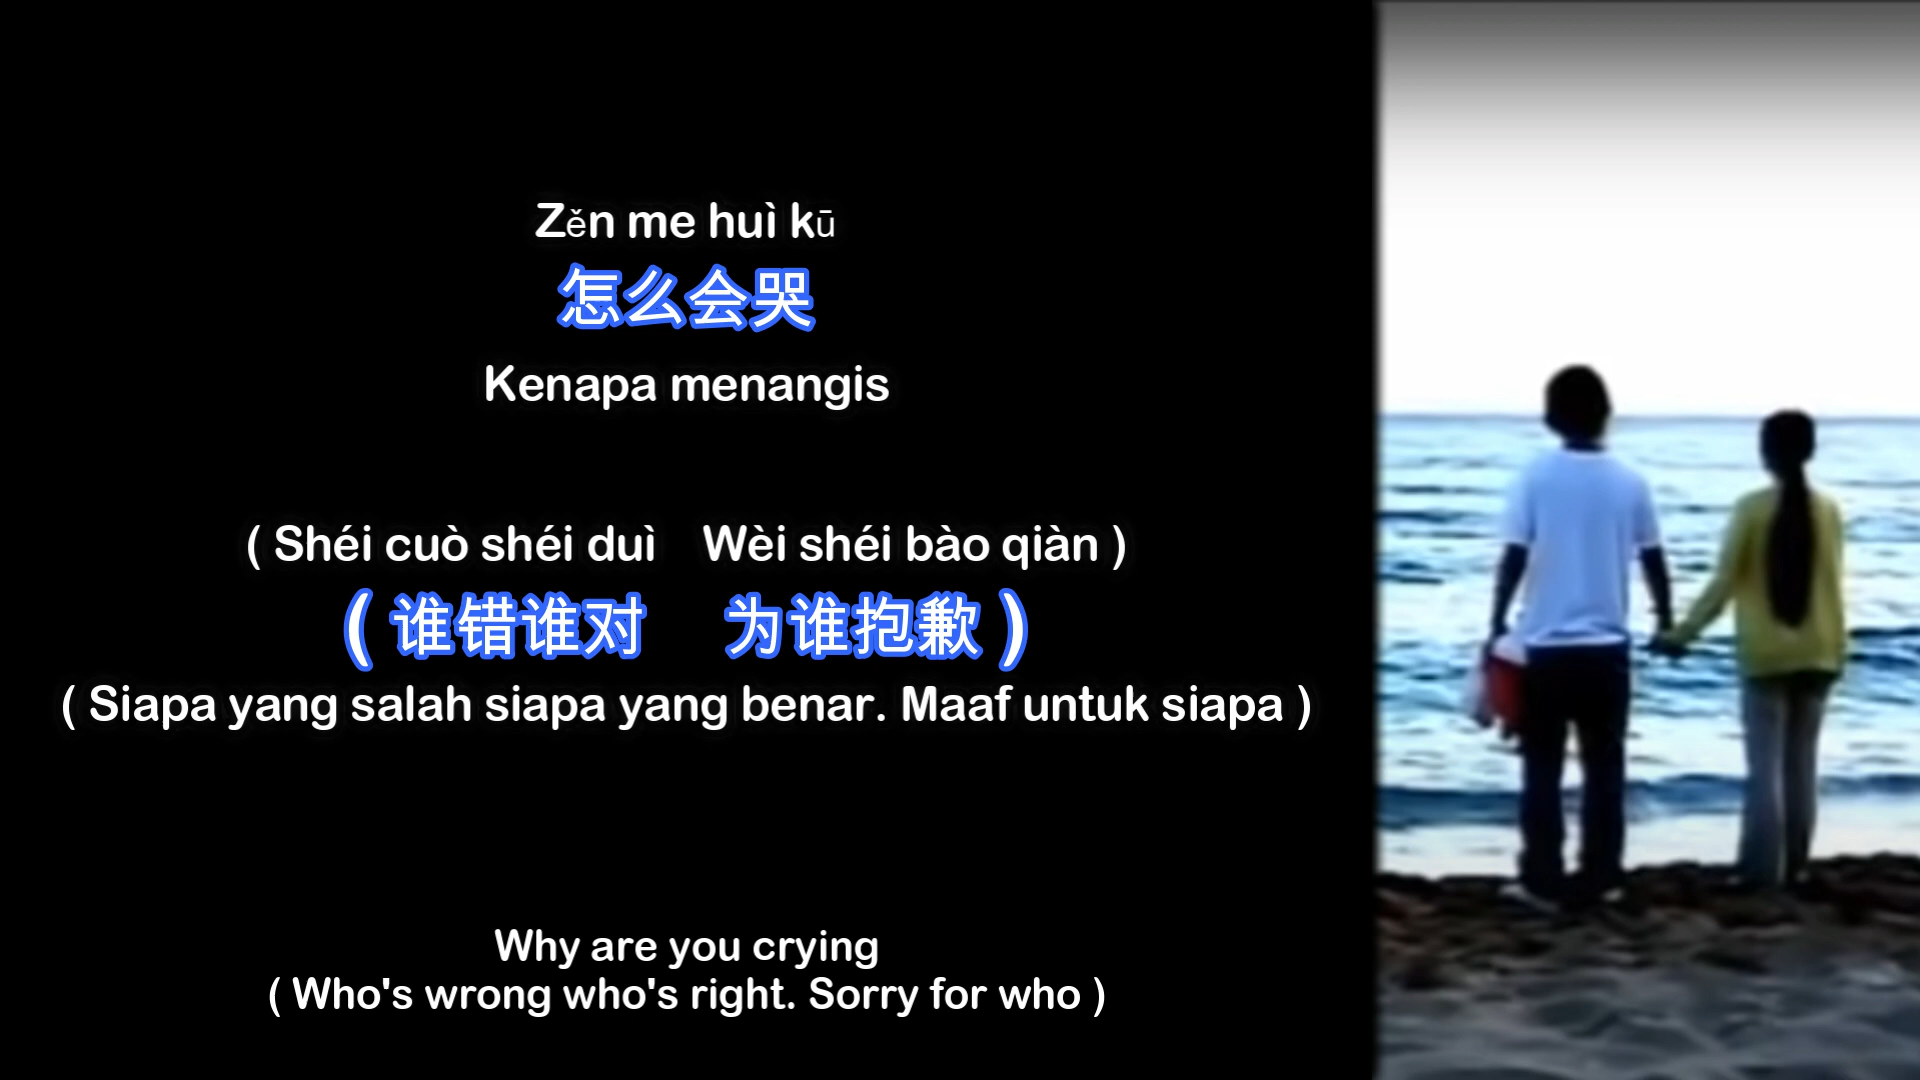 Zěn me huì kū
怎么会哭
Kenapa menangis
( Shéi cuò shéi duì Wèi shéi bào qiàn )
( 谁错谁对 为谁抱歉 )
( Siapa yang salah siapa yang benar. Maaf untuk siapa )
Why are you crying
( Who's wrong who's right. Sorry for who )